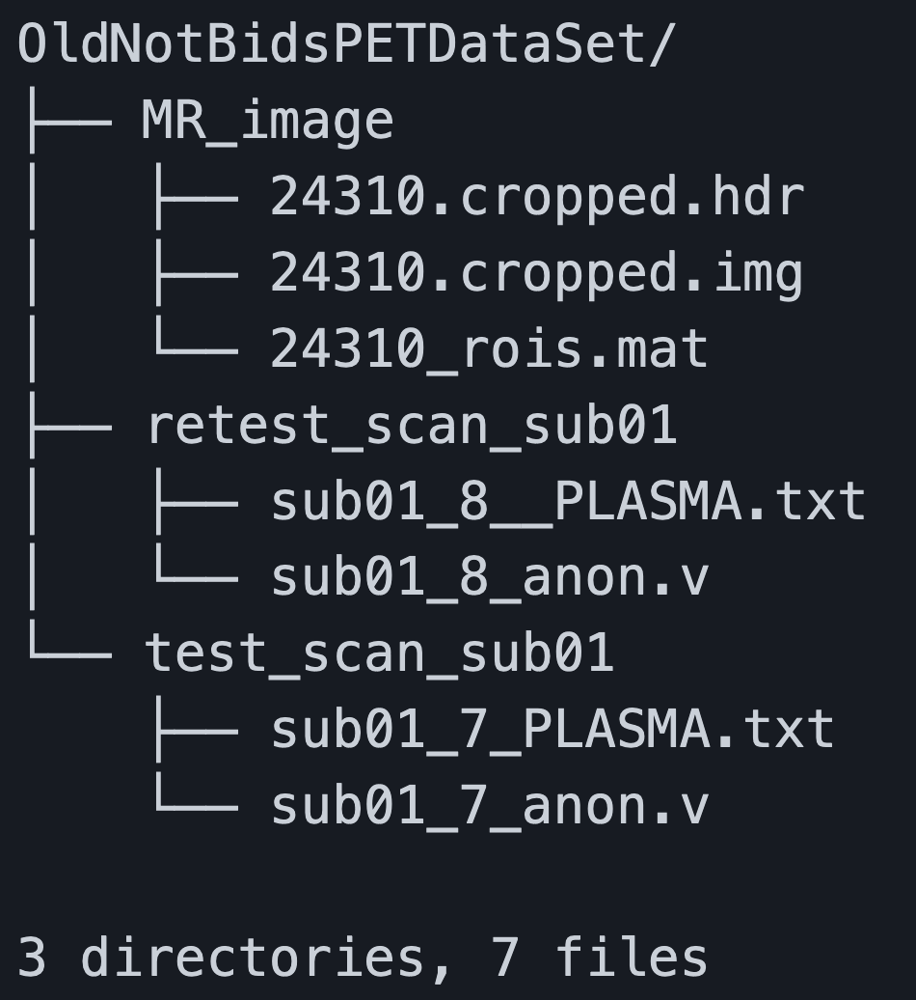 OldNotBidsPETDataSet/
├── MR_image
│   ├── 24310.cropped.hdr
│   ├── 24310.cropped.img
│   └── 24310_rois.mat
├── retest_scan_sub01
│   ├── sub01_8__PLASMA.txt
│   └── sub01_8_anon.v
└── test_scan_sub01
    ├── sub01_7_PLASMA.txt
    └── sub01_7_anon.v

3 directories, 7 files